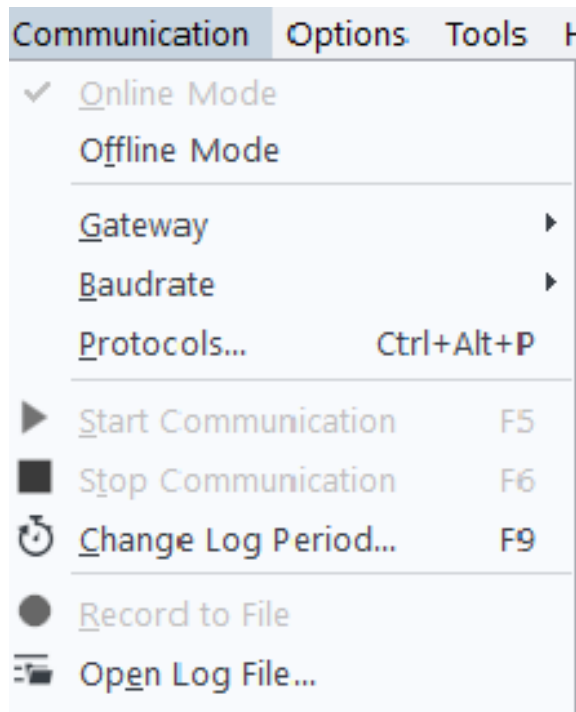 Communication Options Tools
Online Mode
Offline Mode
Gateway
Baudrate
Protocols... Ctrl+Alt+P
Start Communication F5
Stop Communication F6
Change Log Period... F9
Record to File
Open Log File...